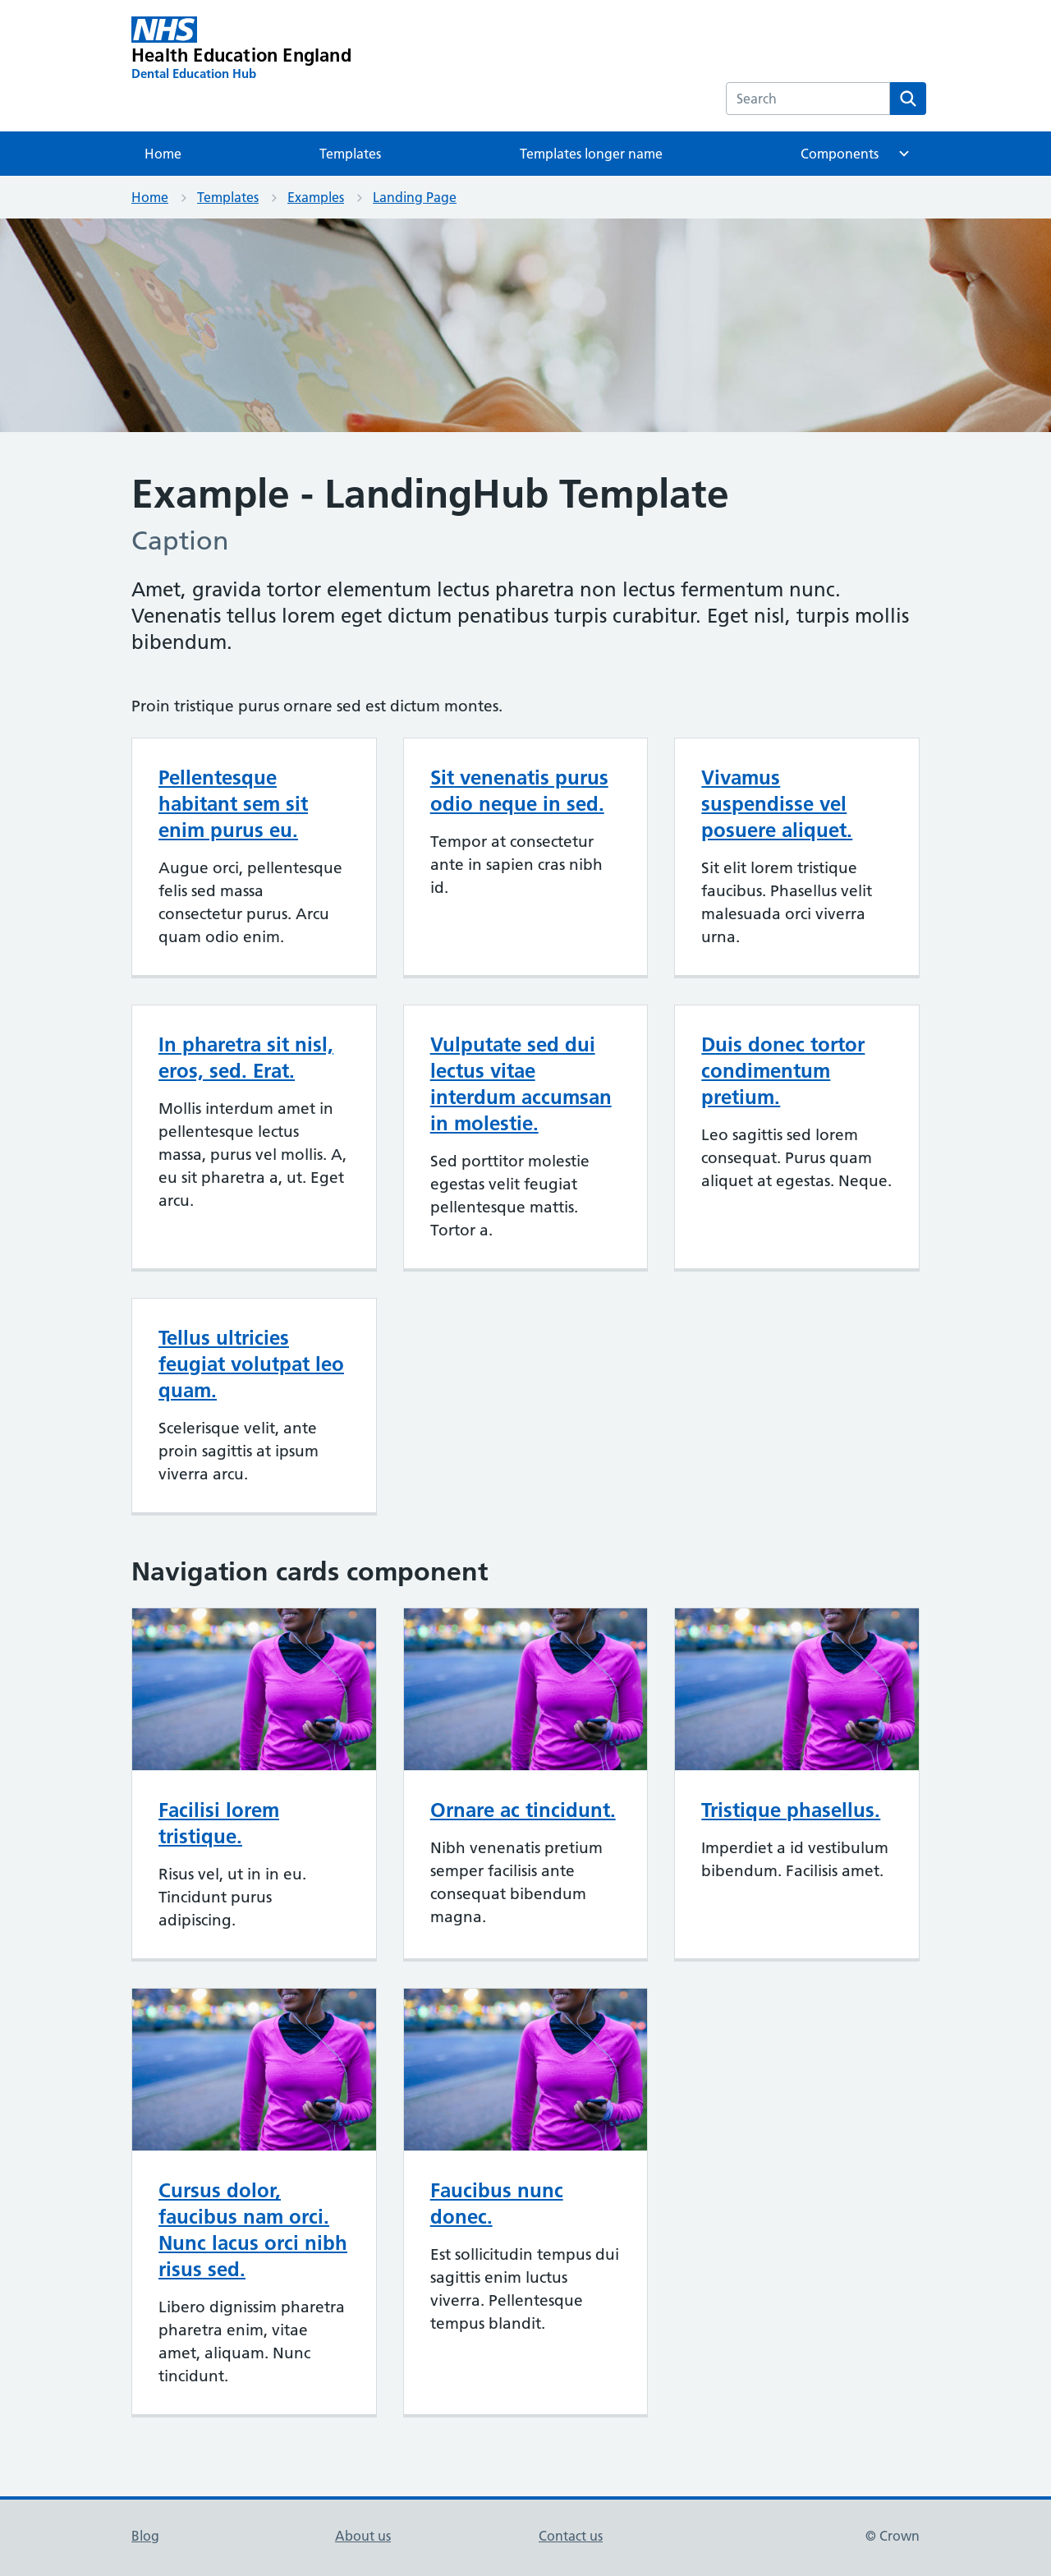 NHS
Health Education England
Dental Education Hub
Search
Home
Templates
Templates longer name
Components
Home
Templates
Examples
Landing Page
Example - LandingHub Template
Caption
Amet, gravida tortor elementum lectus pharetra non lectus fermentum nunc.
Venenatis tellus lorem eget dictum penatibus turpis curabitur. Eget nisl, turpis mollis
bibendum.
Proin tristique purus ornare sed est dictum montes.
Pellentesque
habitant sem sit
enim purus eu.
Augue orci, pellentesque
felis sed massa
consectetur purus. Arcu
quam odio enim.
Sit venenatis purus
odio neque in sed.
Tempor at consectetur
ante in sapien cras nibh
id.
Vivamus
suspendisse vel
posuere aliquet.
Sit elit lorem tristique
faucibus. Phasellus velit
malesuada orci viverra
urna.
In pharetra sit nisl,
eros, sed. Erat.
Mollis interdum amet in
pellentesque lectus
massa, purus vel mollis. A,
eu sit pharetra a, ut. Eget
arcu.
Vulputate sed dui
lectus vitae
interdum accumsan
in molestie.
Sed porttitor molestie
egestas velit feugiat
pellentesque mattis.
Tortor a.
Duis donec tortor
condimentum
pretium.
Leo sagittis sed lorem
consequat. Purus quam
aliquet at egestas. Neque.
Tellus ultricies
feugiat volutpat leo
quam.
Scelerisque velit, ante
proin sagittis at ipsum
viverra arcu.
Navigation cards component
Facilisi lorem
tristique.
Risus vel, ut in in eu.
Tincidunt purus
adipiscing.
Ornare ac tincidunt.
Nibh venenatis pretium
semper facilisis ante
consequat bibendum
magna.
Tristique phasellus.
Imperdiet a id vestibulum
bibendum. Facilisis amet.
Cursus dolor,
faucibus nam orci.
Nunc lacus orci nibh
risus sed.
Libero dignissim pharetra
pharetra enim, vitae
amet, aliquam. Nunc
tincidunt.
Faucibus nunc
donec.
Est sollicitudin tempus dui
sagittis enim luctus
viverra. Pellentesque
tempus blandit.
Blog
About us
Contact us
© Crown